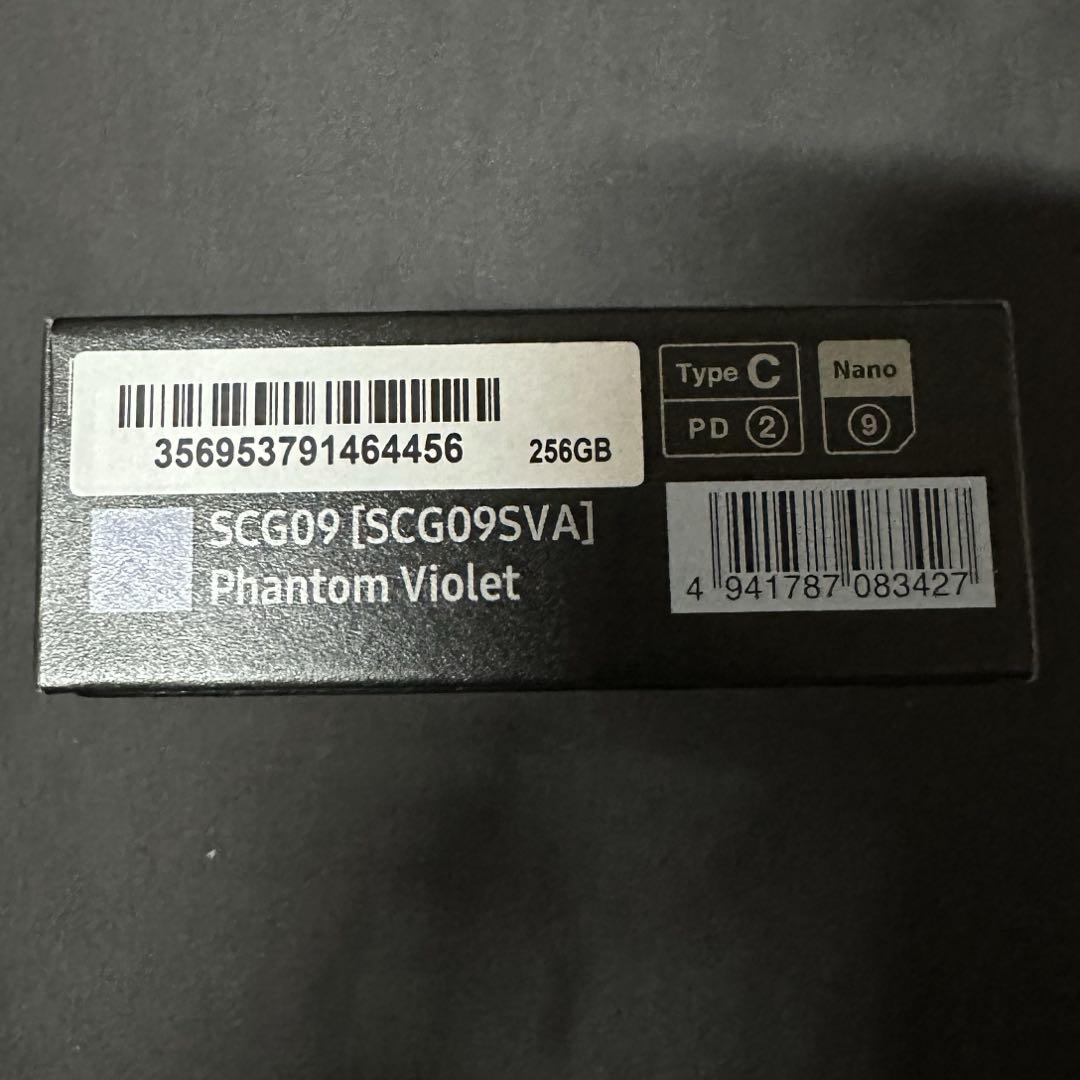 356953791464456
256GB
SCG09 [SCG09SVA]
Phantom Violet
Type C
PD ②
Nano
⑨
4 941787 083427